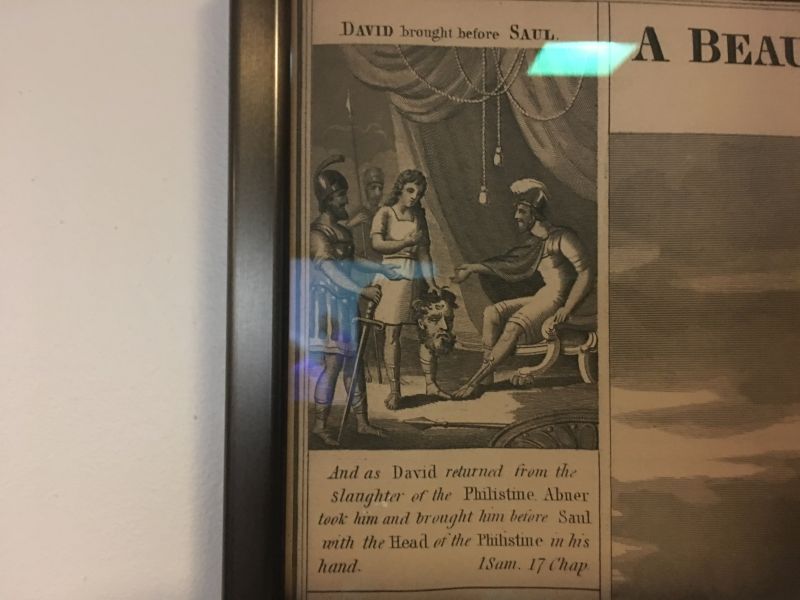 DAVID brought before SAUL.
A BEAU
And as David returned from the
slaughter of the Philistine. Abner
took him and brought him before Saul
with the Head of the Philistine in his
hand. 1Sam. 17 Chap